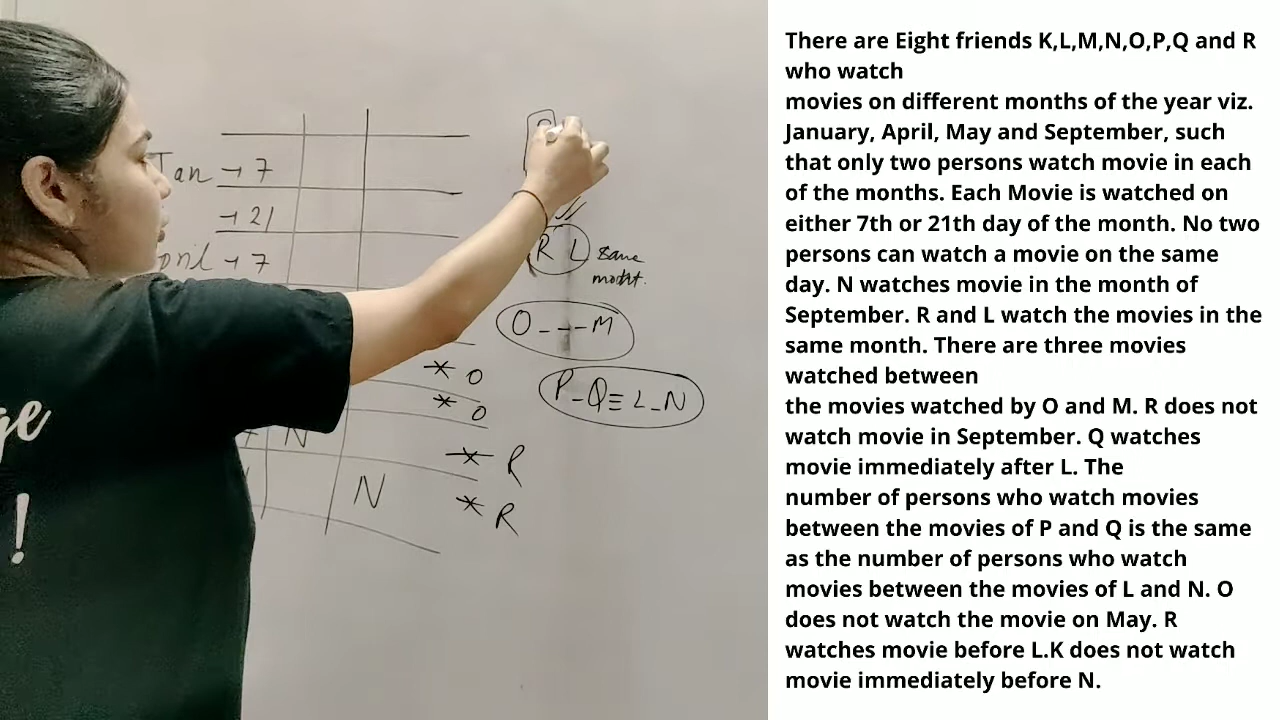 There are Eight friends K,L,M,N,O,P,Q and R
who watch
movies on different months of the year viz.
January, April, May and September, such
that only two persons watch movie in each
of the months. Each Movie is watched on
either 7th or 21th day of the month. No two
persons can watch a movie on the same
day. N watches movie in the month of
September. R and L watch the movies in the
same month. There are three movies
watched between
the movies watched by O and M. R does not
watch movie in September. Q watches
movie immediately after L. The
number of persons who watch movies
between the movies of P and Q is the same
as the number of persons who watch
movies between the movies of L and N. O
does not watch the movie on May. R
watches movie before L.K does not watch
movie immediately before N.
Jan → 7
→ 21
pril → 7
R L same
O - - - M
P - Q ≡ L - N
* O
* O
N
* R
N * R
ge
!